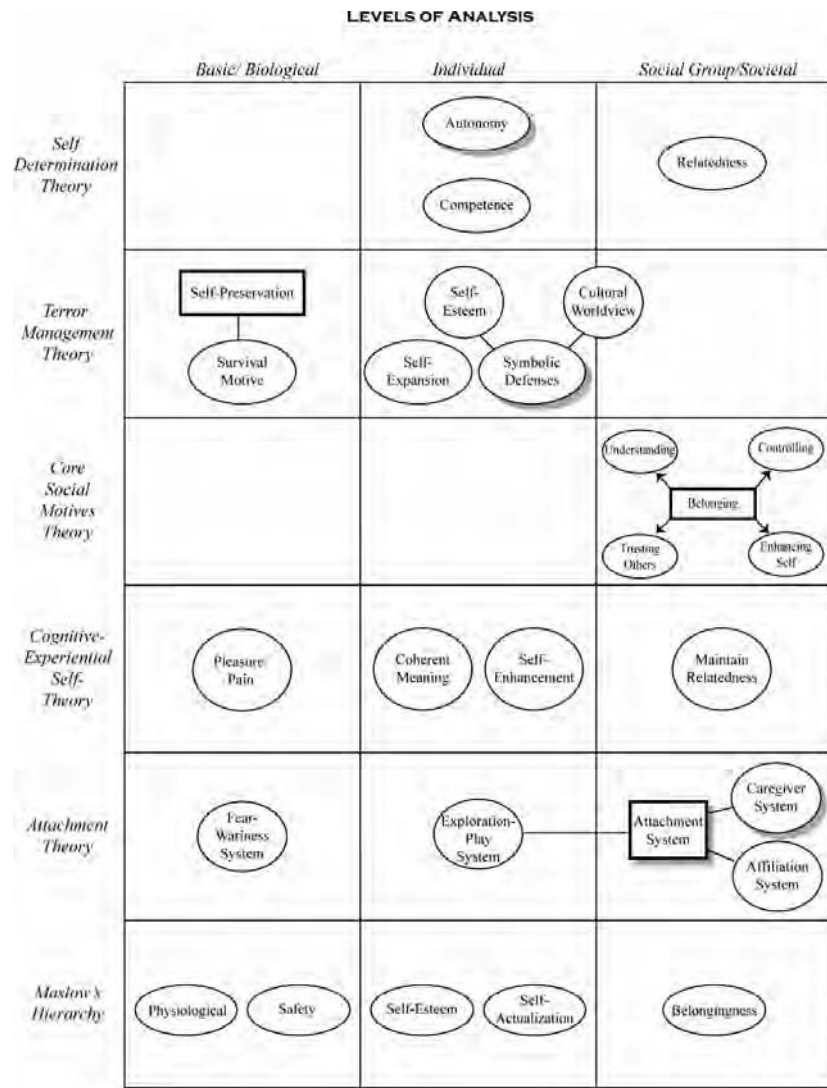 LEVELS OF ANALYSIS
Basic/ Biological
Individual
Social Group/Societal
Self
Determination
Theory
Autonomy
Competence
Relatedness
Terror
Management
Theory
Self-Preservation
Survival
Motive
Self-
Esteem
Cultural
Worldview
Self-
Expansion
Symbolic
Defenses
Core
Social
Motives
Theory
Understanding
Controlling
Belonging
Trusting
Others
Enhancing
Self
Cognitive-
Experiential
Self-
Theory
Pleasure/
Pain
Coherent
Meaning
Self-
Enhancement
Maintain
Relatedness
Attachment
Theory
Fear-
Wariness
System
Exploration-
Play
System
Attachment
System
Caregiver
System
Affiliation
System
Maslow's
Hierarchy
Physiological
Safety
Self-Esteem
Self-
Actualization
Belongingness